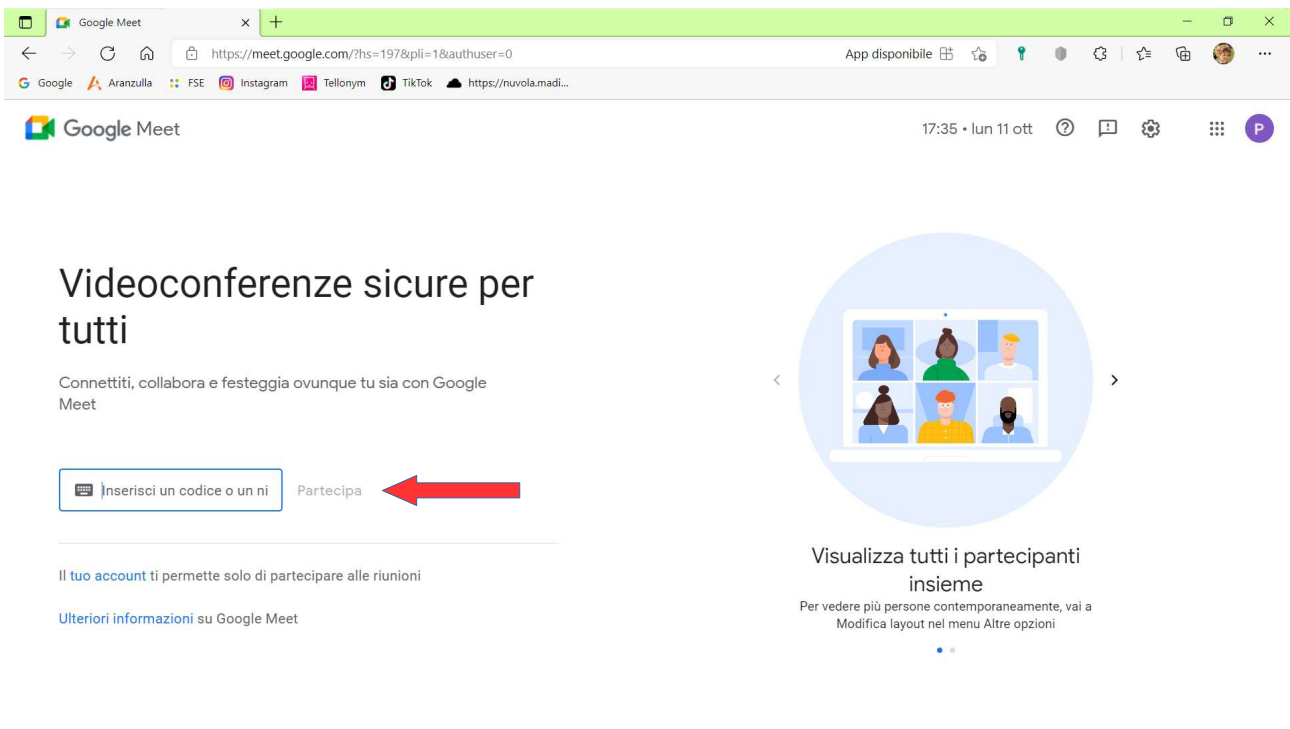 Google Meet
https://meet.google.com/?hs=197&pli=1&authuser=0
App disponibile
Google
Aranzulla
FSE
Instagram
Tellonym
TikTok
https://nuvola.madi...
Google Meet
17:35 • lun 11 ott
P
Videoconferenze sicure per
tutti
Connettiti, collabora e festeggia ovunque tu sia con Google
Meet
Inserisci un codice o un ni
Partecipa
Il tuo account ti permette solo di partecipare alle riunioni
Ulteriori informazioni su Google Meet
Visualizza tutti i partecipanti
insieme
Per vedere più persone contemporaneamente, vai a
Modifica layout nel menu Altre opzioni